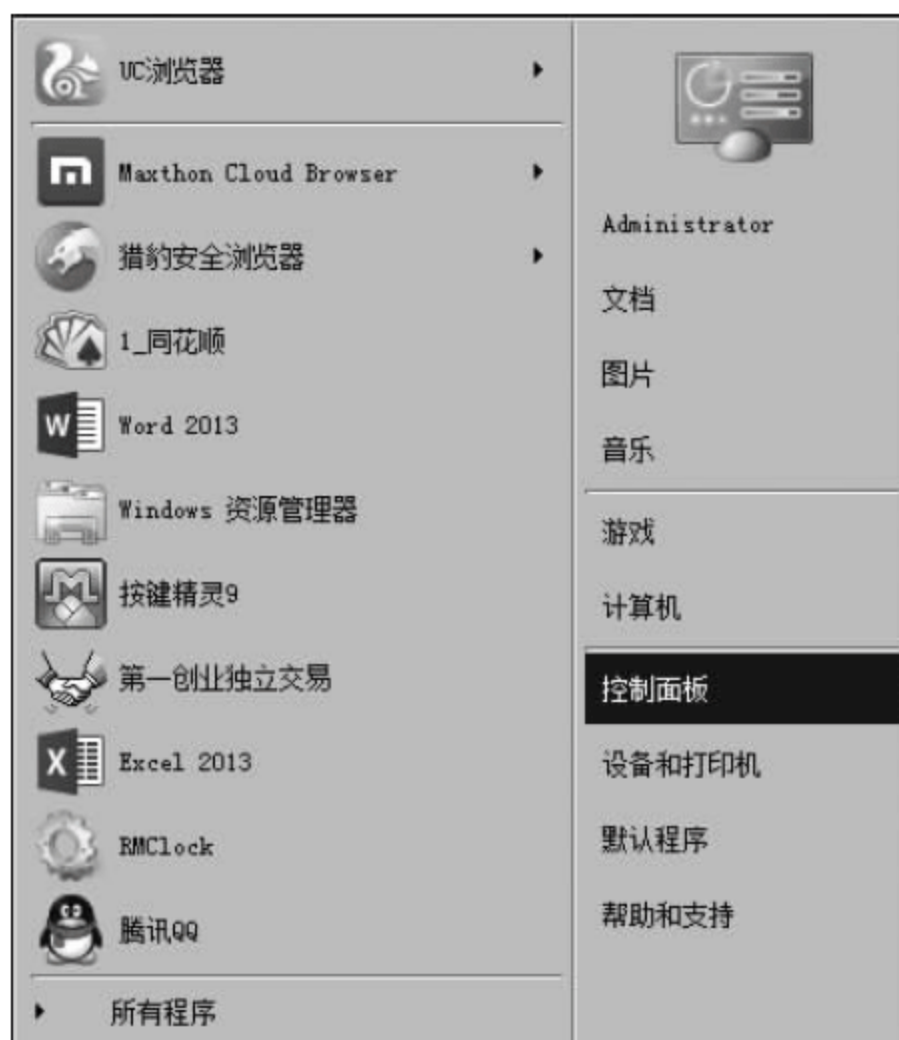 UC浏览器
Maxthon Cloud Browser
猎豹安全浏览器
1_同花顺
Word 2013
Windows 资源管理器
按键精灵9
第一创业独立交易
Excel 2013
RMClock
腾讯QQ
所有程序
Administrator
文档
图片
音乐
游戏
计算机
控制面板
设备和打印机
默认程序
帮助和支持